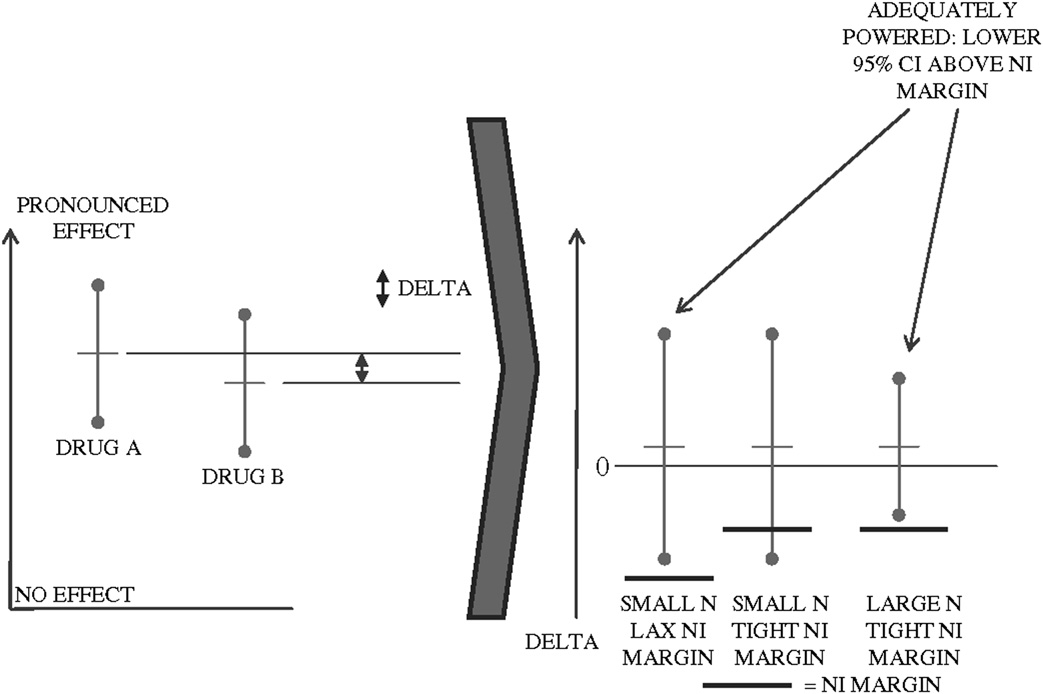 ADEQUATELY
POWERED: LOWER
95% CI ABOVE NI
MARGIN
PRONOUNCED
EFFECT
DELTA
DRUG A
DRUG B
NO EFFECT
0
DELTA
SMALL N
LAX NI
MARGIN
SMALL N
TIGHT NI
MARGIN
LARGE N
TIGHT NI
MARGIN
= NI MARGIN